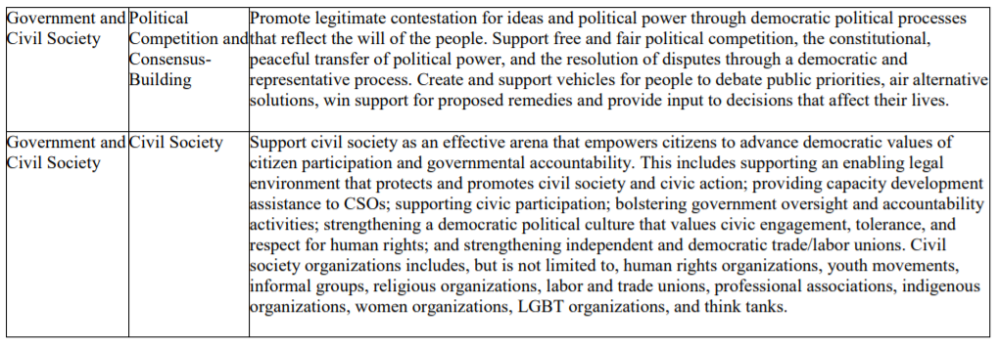 Government and Civil Society
Political Competition and Consensus-Building
Promote legitimate contestation for ideas and political power through democratic political processes
that reflect the will of the people. Support free and fair political competition, the constitutional,
peaceful transfer of political power, and the resolution of disputes through a democratic and
representative process. Create and support vehicles for people to debate public priorities, air alternative
solutions, win support for proposed remedies and provide input to decisions that affect their lives.
Government and Civil Society
Civil Society
Support civil society as an effective arena that empowers citizens to advance democratic values of
citizen participation and governmental accountability. This includes supporting an enabling legal
environment that protects and promotes civil society and civic action; providing capacity development
assistance to CSOs; supporting civic participation; bolstering government oversight and accountability
activities; strengthening a democratic political culture that values civic engagement, tolerance, and
respect for human rights; and strengthening independent and democratic trade/labor unions. Civil
society organizations includes, but is not limited to, human rights organizations, youth movements,
informal groups, religious organizations, labor and trade unions, professional associations, indigenous
organizations, women organizations, LGBT organizations, and think tanks.